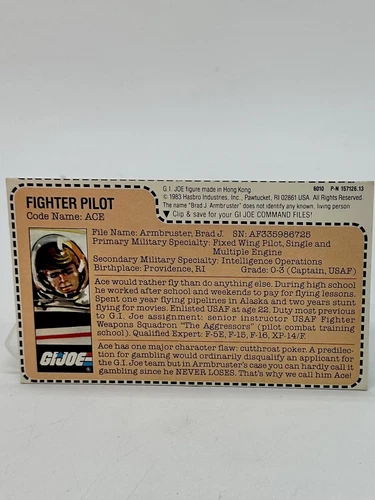 G.I. JOE figure made in Hong Kong 6010 P-N 157126.13
© 1983 Hasbro Industries, Inc., Pawtucket, RI 02861 USA. All Rights Reserved
The name "Brad J. Armbruster" does not identify any known, living person
Clip & save for your GI JOE COMMAND FILES!
FIGHTER PILOT
Code Name: ACE
File Name: Armbruster, Brad J. SN: AF335986725
Primary Military Specialty: Fixed Wing Pilot, Single and
Multiple Engine
Secondary Military Specialty: Intelligence Operations
Birthplace: Providence, RI Grade: 0-3 (Captain, USAF)
Ace would rather fly than do anything else. During high school
he worked after school and weekends to pay for flying lessons.
Spent one year flying pipelines in Alaska and two years stunt
flying for movies. Enlisted USAF at age 22. Duty most previous
to G.I. Joe assignment: senior instructor USAF Fighter
Weapons Squadron "The Aggressors" (pilot combat training
school). Qualified Expert: F-5E, F-15, F-16, XP-14/F.
Ace has one major character flaw: cutthroat poker. A predilec-
tion for gambling would ordinarily disqualify an applicant for
the G.I. Joe team but in Armbruster's case you can hardly call it
gambling since he NEVER LOSES. That's why we call him Ace!
GI JOE